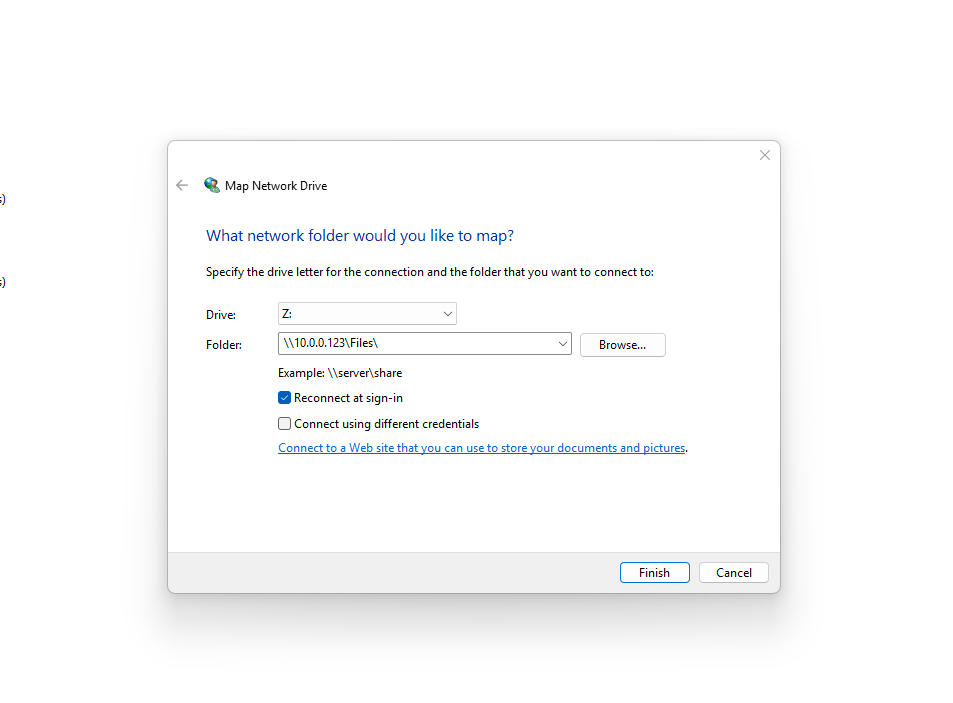 Map Network Drive
s)
What network folder would you like to map?
Specify the drive letter for the connection and the folder that you want to connect to:
s)
Drive: Z:
Folder: \\10.0.0.123\Files\ Browse...
Example: \\server\share
Reconnect at sign-in
Connect using different credentials
Connect to a Web site that you can use to store your documents and pictures.
Finish Cancel